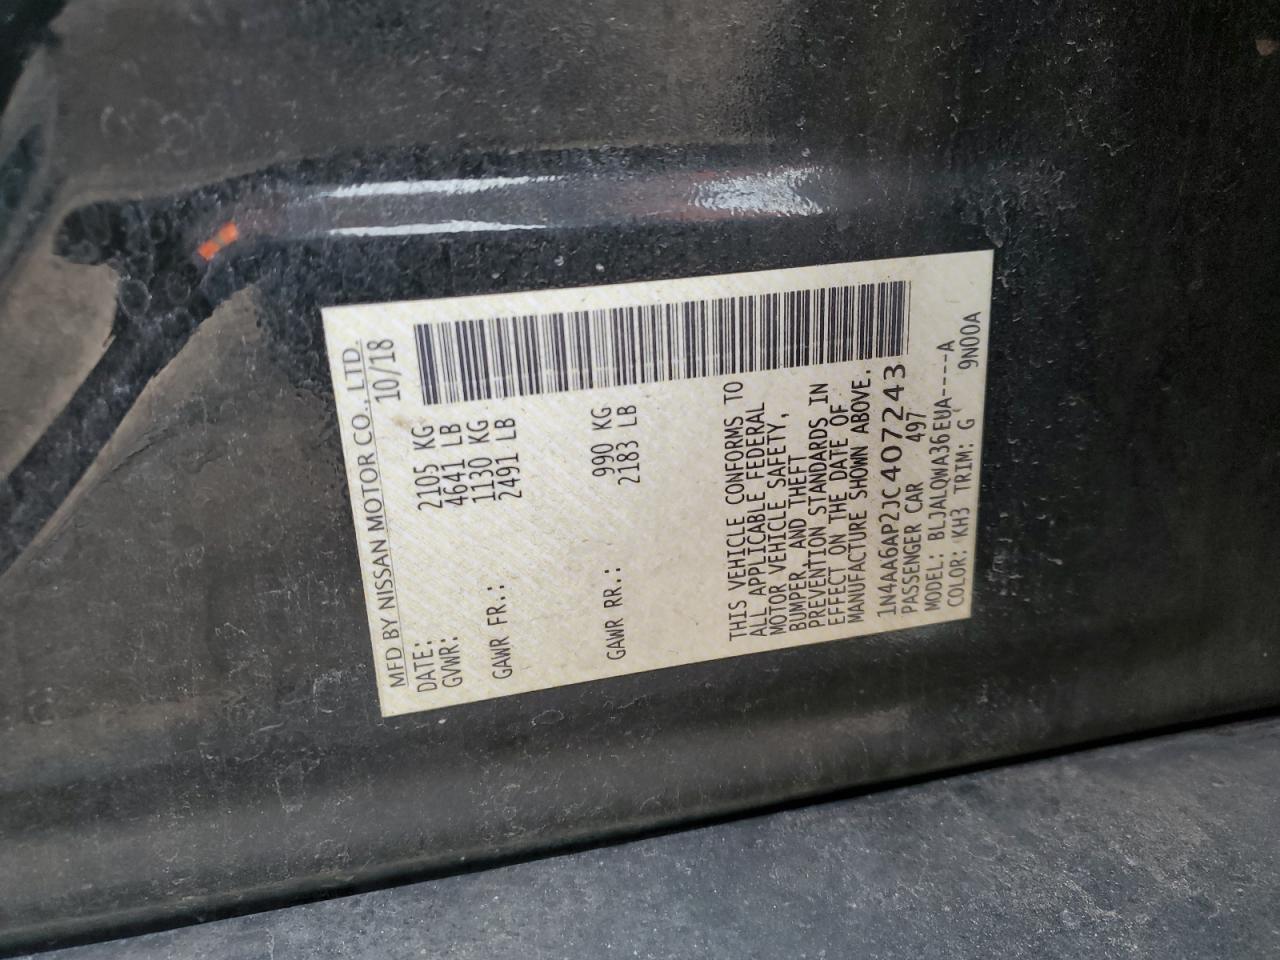 MFD BY NISSAN MOTOR CO., LTD.
DATE: 10/18
GVWR: 2105 KG
4641 LB
GAWR FR.: 1130 KG
2491 LB
GAWR RR.: 990 KG
2183 LB
THIS VEHICLE CONFORMS TO
ALL APPLICABLE FEDERAL
MOTOR VEHICLE SAFETY,
BUMPER, AND THEFT
PREVENTION STANDARDS IN
EFFECT ON THE DATE OF
MANUFACTURE SHOWN ABOVE.
1N4AA6AP2JC407243
PASSENGER CAR 497
MODEL: BLJALQWA36EUA----A
COLOR: KH3 TRIM: G 9N00A